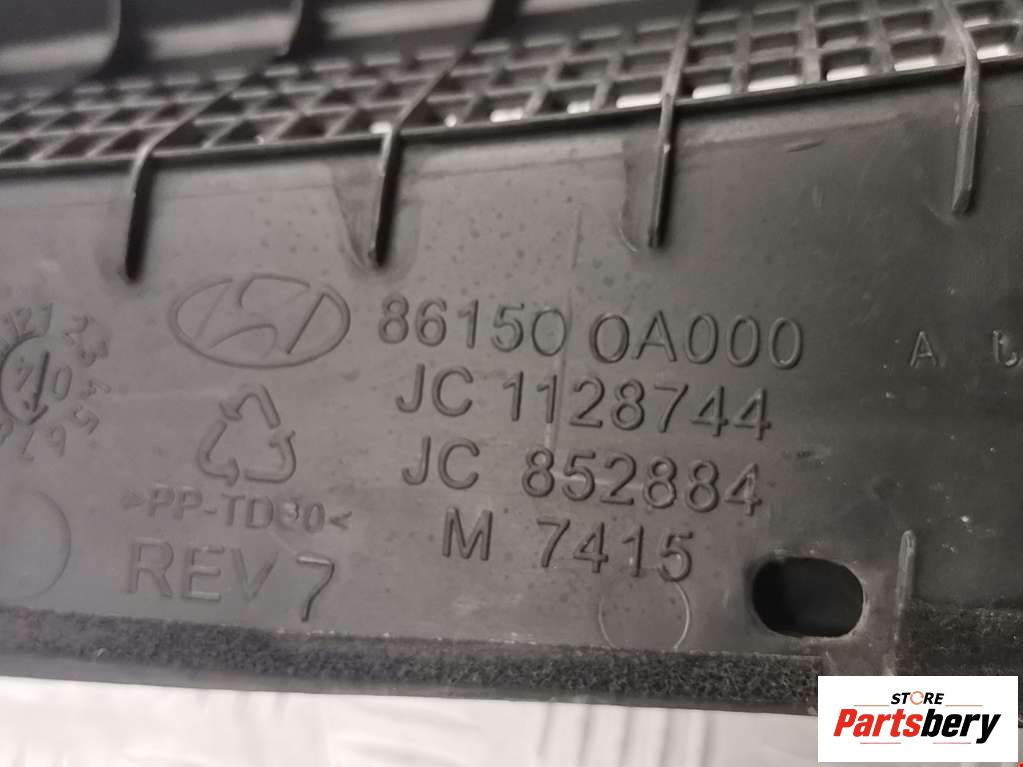 86150 0A000
JC 1128744
JC 852884
M 7415
>PP-TD30<
REV 7
A
STORE
Partsbery